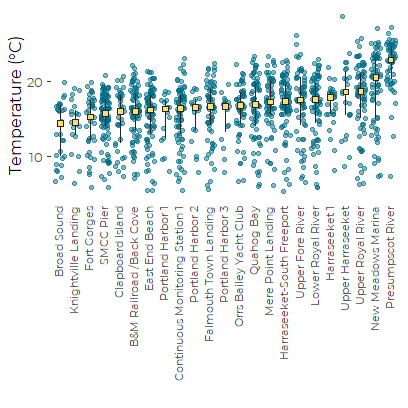 Temperature (°C)
20
10
Broad Sound
Knightville Landing
Fort Gorges
SMCC Pier
Clapboard Island
B&M Railroad /Back Cove
East End Beach
Portland Harbor 1
Continuous Monitoring Station 1
Portland Harbor 2
Falmouth Town Landing
Portland Harbor 3
Orrs Bailey Yacht Club
Quahog Bay
Mere Point Landing
Harraseeket-South Freeport
Upper Fore River
Lower Royal River
Harraseeket 1
Upper Harraseeket
Upper Royal River
New Meadows Marina
Presumpscot River